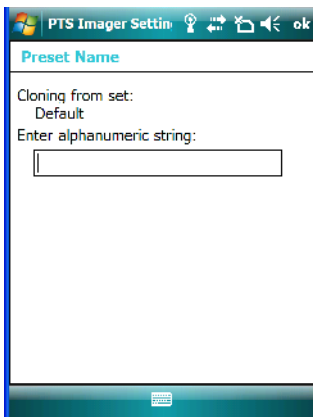 PTS Imager Settin
ok
Preset Name
Cloning from set:
Default
Enter alphanumeric string: